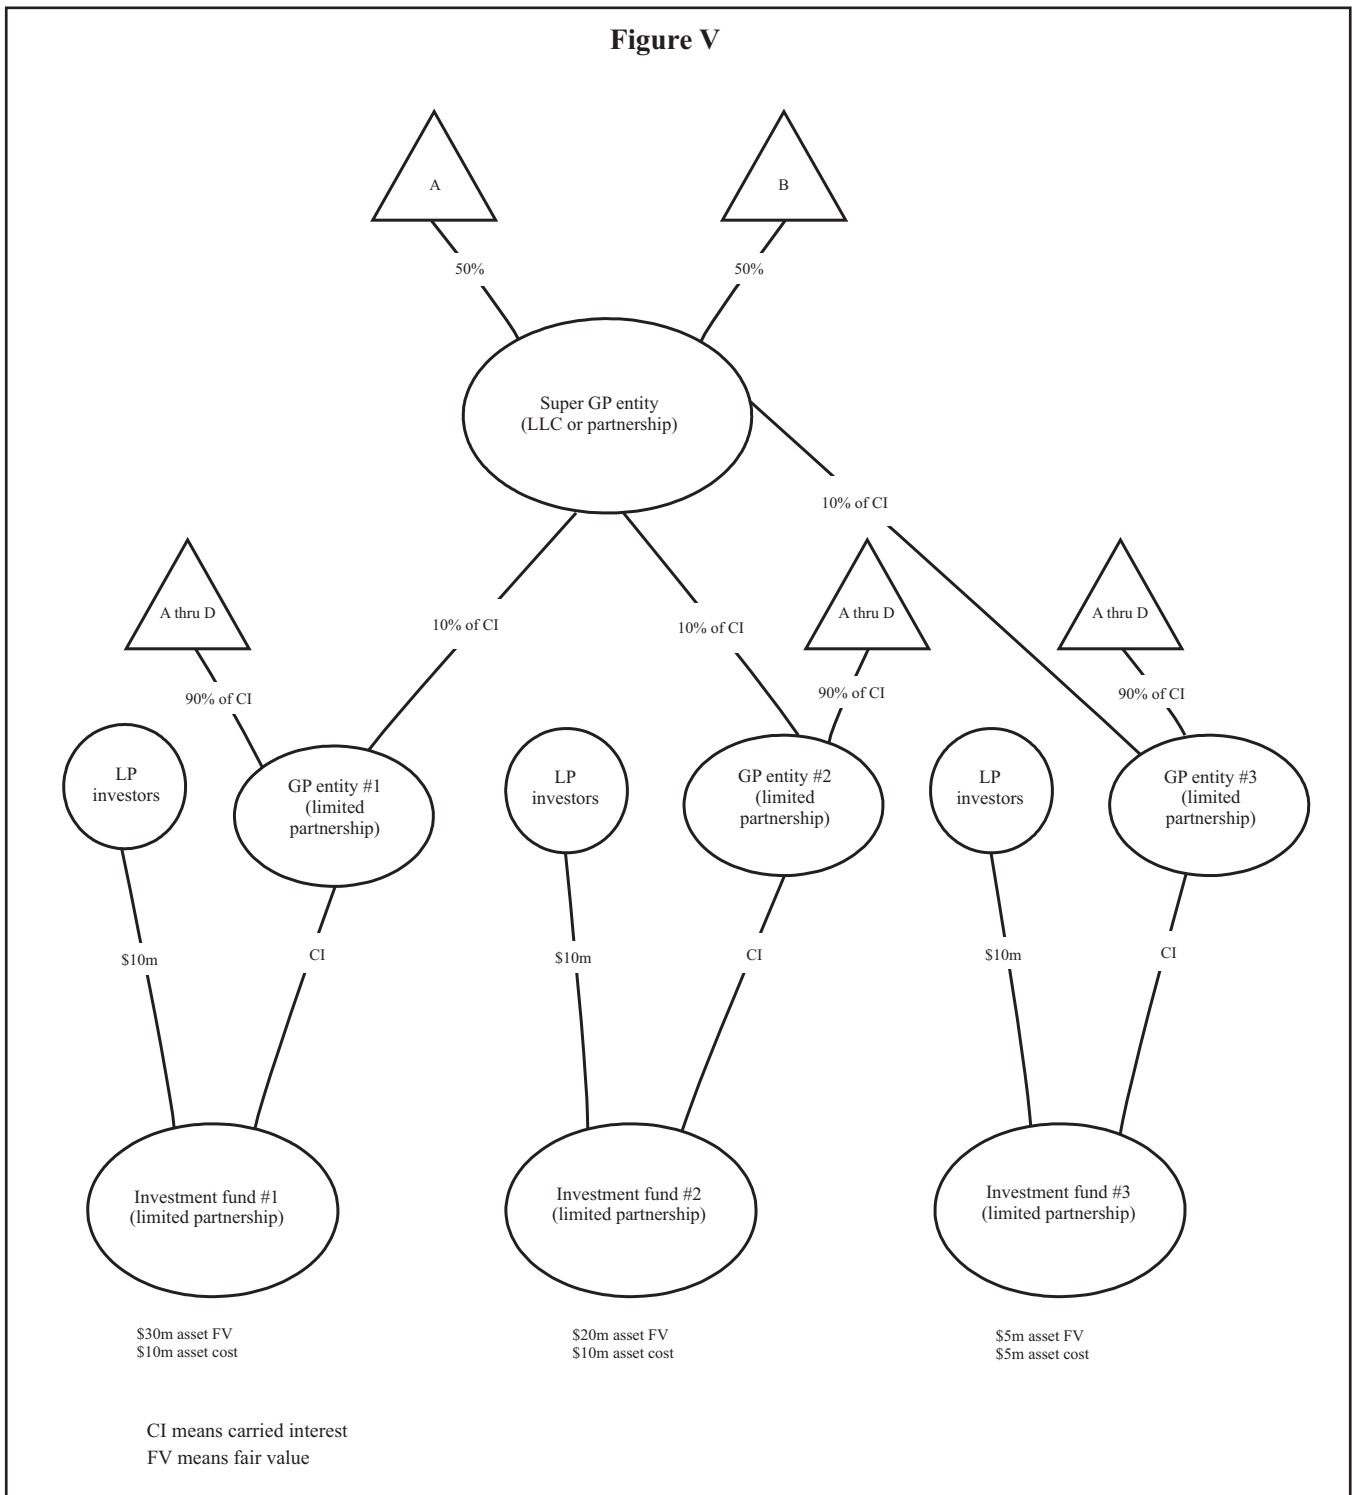 Figure V
A
B
50%
50%
Super GP entity
(LLC or partnership)
10% of CI
A thru D
A thru D
A thru D
10% of CI
10% of CI
90% of CI
90% of CI
90% of CI
LP
investors
GP entity #1
(limited
partnership)
LP
investors
GP entity #2
(limited
partnership)
LP
investors
GP entity #3
(limited
partnership)
$10m
CI
$10m
CI
$10m
CI
Investment fund #1
(limited partnership)
Investment fund #2
(limited partnership)
Investment fund #3
(limited partnership)
$30m asset FV
$10m asset cost
$20m asset FV
$10m asset cost
$5m asset FV
$5m asset cost
CI means carried interest
FV means fair value